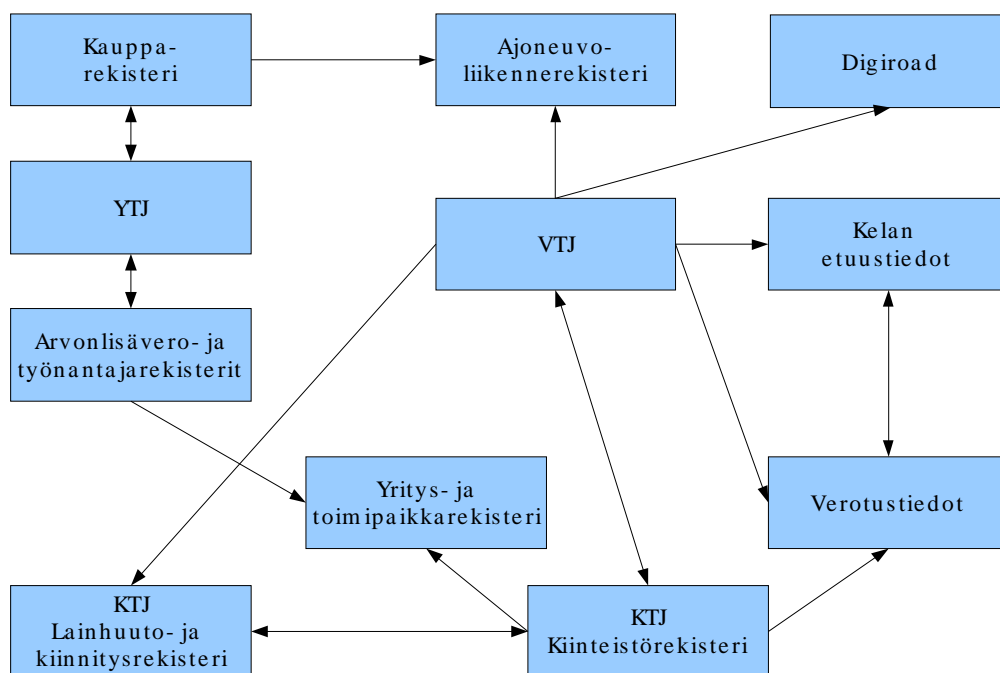 Kauppa-
rekisteri
Ajoneuvo-
liikennerekisteri
Digiroad
YTJ
VTJ
Kelan
etuustiedot
Arvonlisävero- ja
työnantajarekisterit
Yritys- ja
toimipaikkarekisteri
Verotustiedot
KTJ
Lainhuuto- ja
kiinnitysrekisteri
KTJ
Kiinteistörekisteri